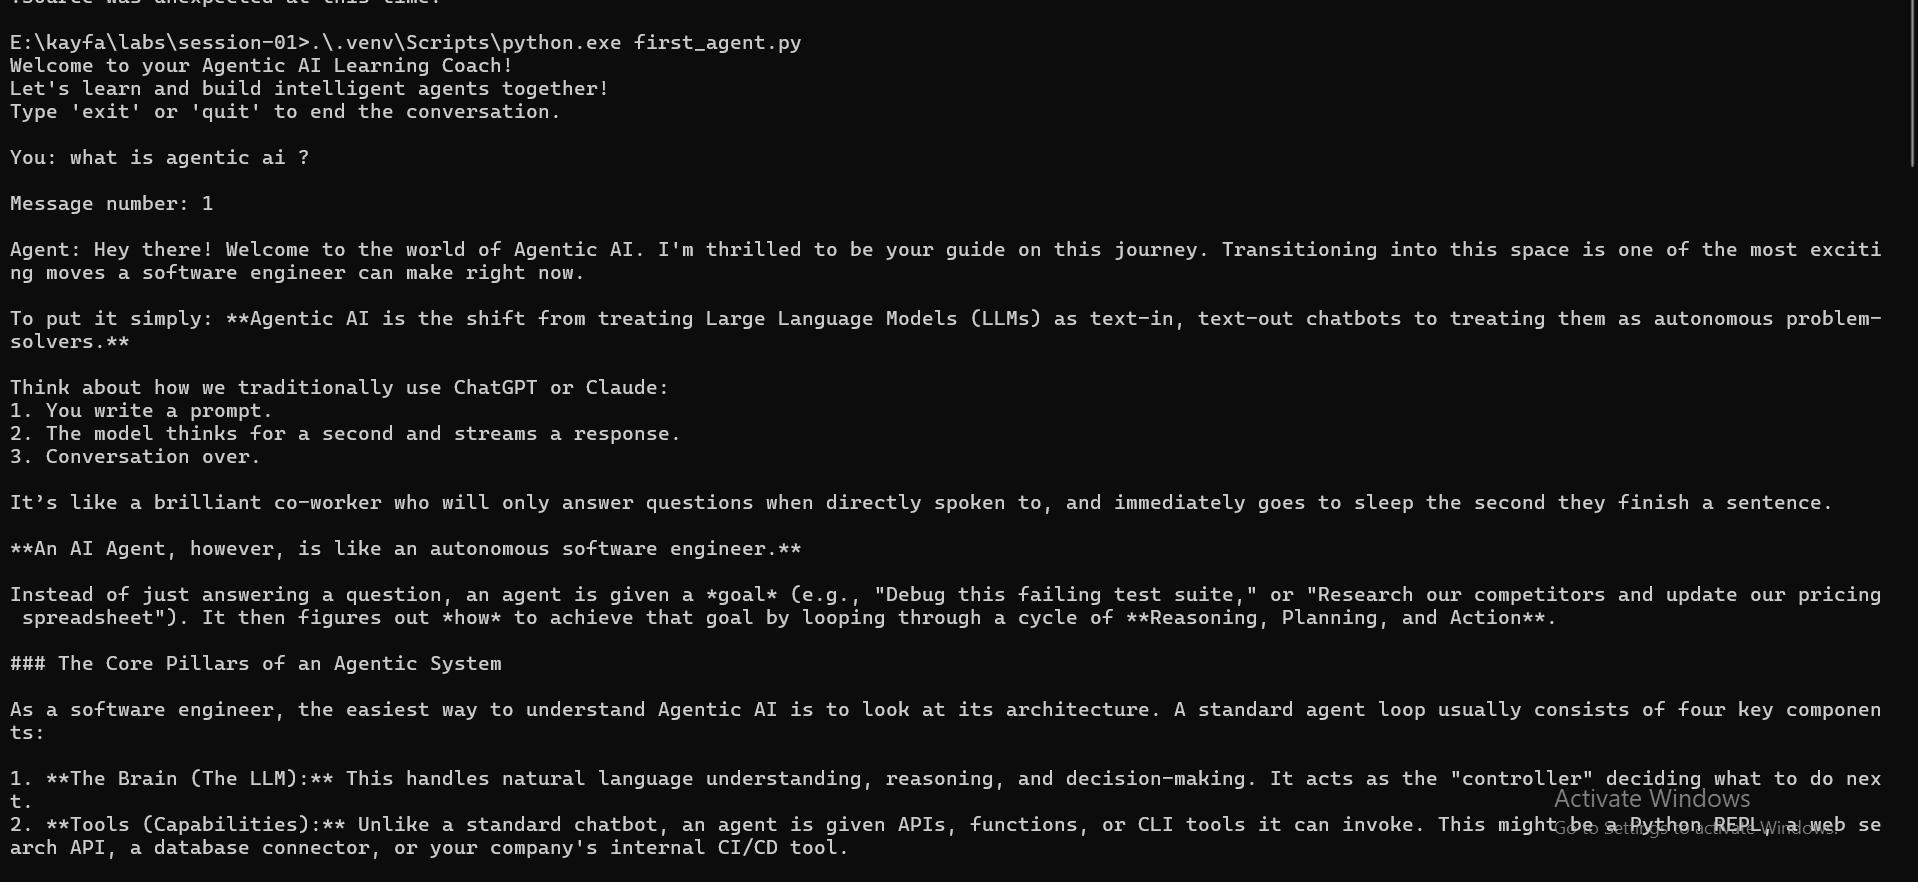 .source was unexpected at this time.
E:\kayfa\labs\session-01>.\.venv\Scripts\python.exe first_agent.py
Welcome to your Agentic AI Learning Coach!
Let's learn and build intelligent agents together!
Type 'exit' or 'quit' to end the conversation.
You: what is agentic ai ?
Message number: 1
Agent: Hey there! Welcome to the world of Agentic AI. I'm thrilled to be your guide on this journey. Transitioning into this space is one of the most exciti
ng moves a software engineer can make right now.
To put it simply: **Agentic AI is the shift from treating Large Language Models (LLMs) as text-in, text-out chatbots to treating them as autonomous problem-
solvers.**
Think about how we traditionally use ChatGPT or Claude:
1. You write a prompt.
2. The model thinks for a second and streams a response.
3. Conversation over.
It’s like a brilliant co-worker who will only answer questions when directly spoken to, and immediately goes to sleep the second they finish a sentence.
**An AI Agent, however, is like an autonomous software engineer.**
Instead of just answering a question, an agent is given a *goal* (e.g., "Debug this failing test suite," or "Research our competitors and update our pricing
 spreadsheet"). It then figures out *how* to achieve that goal by looping through a cycle of **Reasoning, Planning, and Action**.
### The Core Pillars of an Agentic System
As a software engineer, the easiest way to understand Agentic AI is to look at its architecture. A standard agent loop usually consists of four key componen
ts:
1. **The Brain (The LLM):** This handles natural language understanding, reasoning, and decision-making. It acts as the "controller" deciding what to do nex
t.
Activate Windows
2. **Tools (Capabilities):** Unlike a standard chatbot, an agent is given APIs, functions, or CLI tools it can invoke. This might be a Python REPL, a web se
Go to Settings to activate Windows.
arch API, a database connector, or your company's internal CI/CD tool.